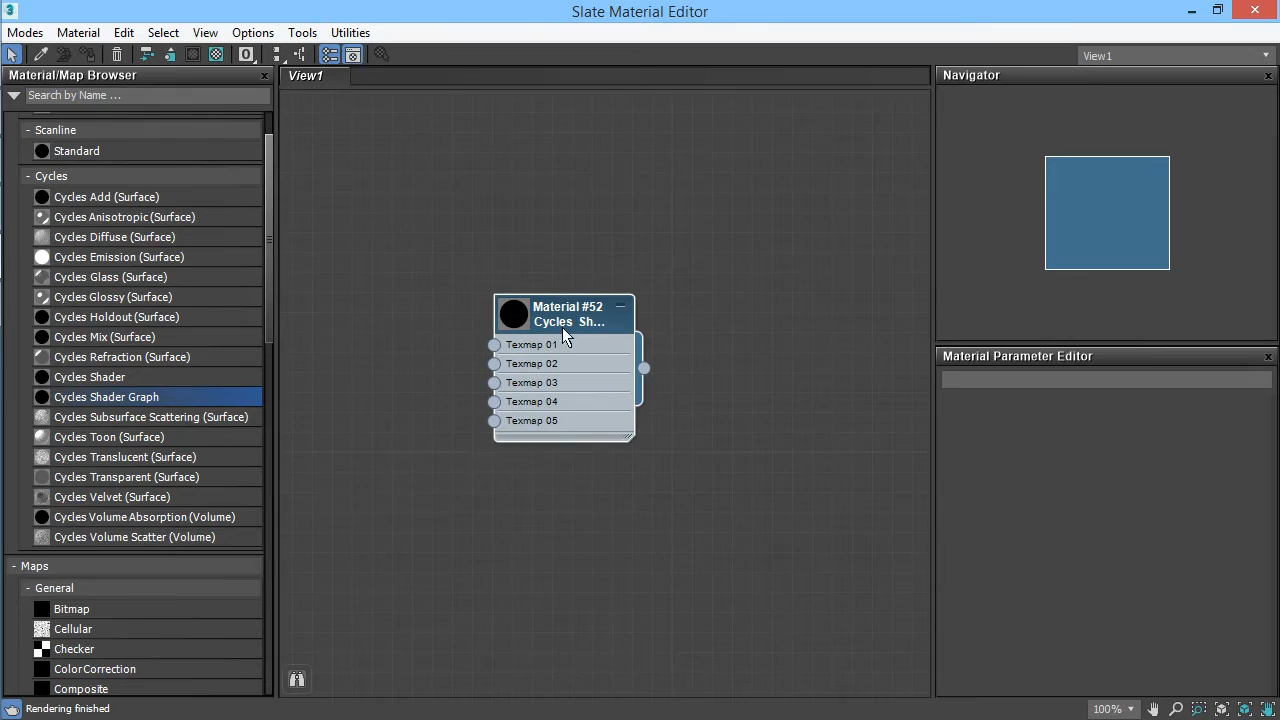 3
Slate Material Editor
Modes Material Edit Select View Options Tools Utilities
View1
Material/Map Browser x
Search by Name ...
- Scanline
Standard
- Cycles
Cycles Add (Surface)
Cycles Anisotropic (Surface)
Cycles Diffuse (Surface)
Cycles Emission (Surface)
Cycles Glass (Surface)
Cycles Glossy (Surface)
Cycles Holdout (Surface)
Cycles Mix (Surface)
Cycles Refraction (Surface)
Cycles Shader
Cycles Shader Graph
Cycles Subsurface Scattering (Surface)
Cycles Toon (Surface)
Cycles Translucent (Surface)
Cycles Transparent (Surface)
Cycles Velvet (Surface)
Cycles Volume Absorption (Volume)
Cycles Volume Scatter (Volume)
- Maps
- General
Bitmap
Cellular
Checker
Color Correction
Composite
View1
Material #52
Cycles Sh...
Texmap 01
Texmap 02
Texmap 03
Texmap 04
Texmap 05
Navigator x
Material Parameter Editor x
Rendering finished
100%